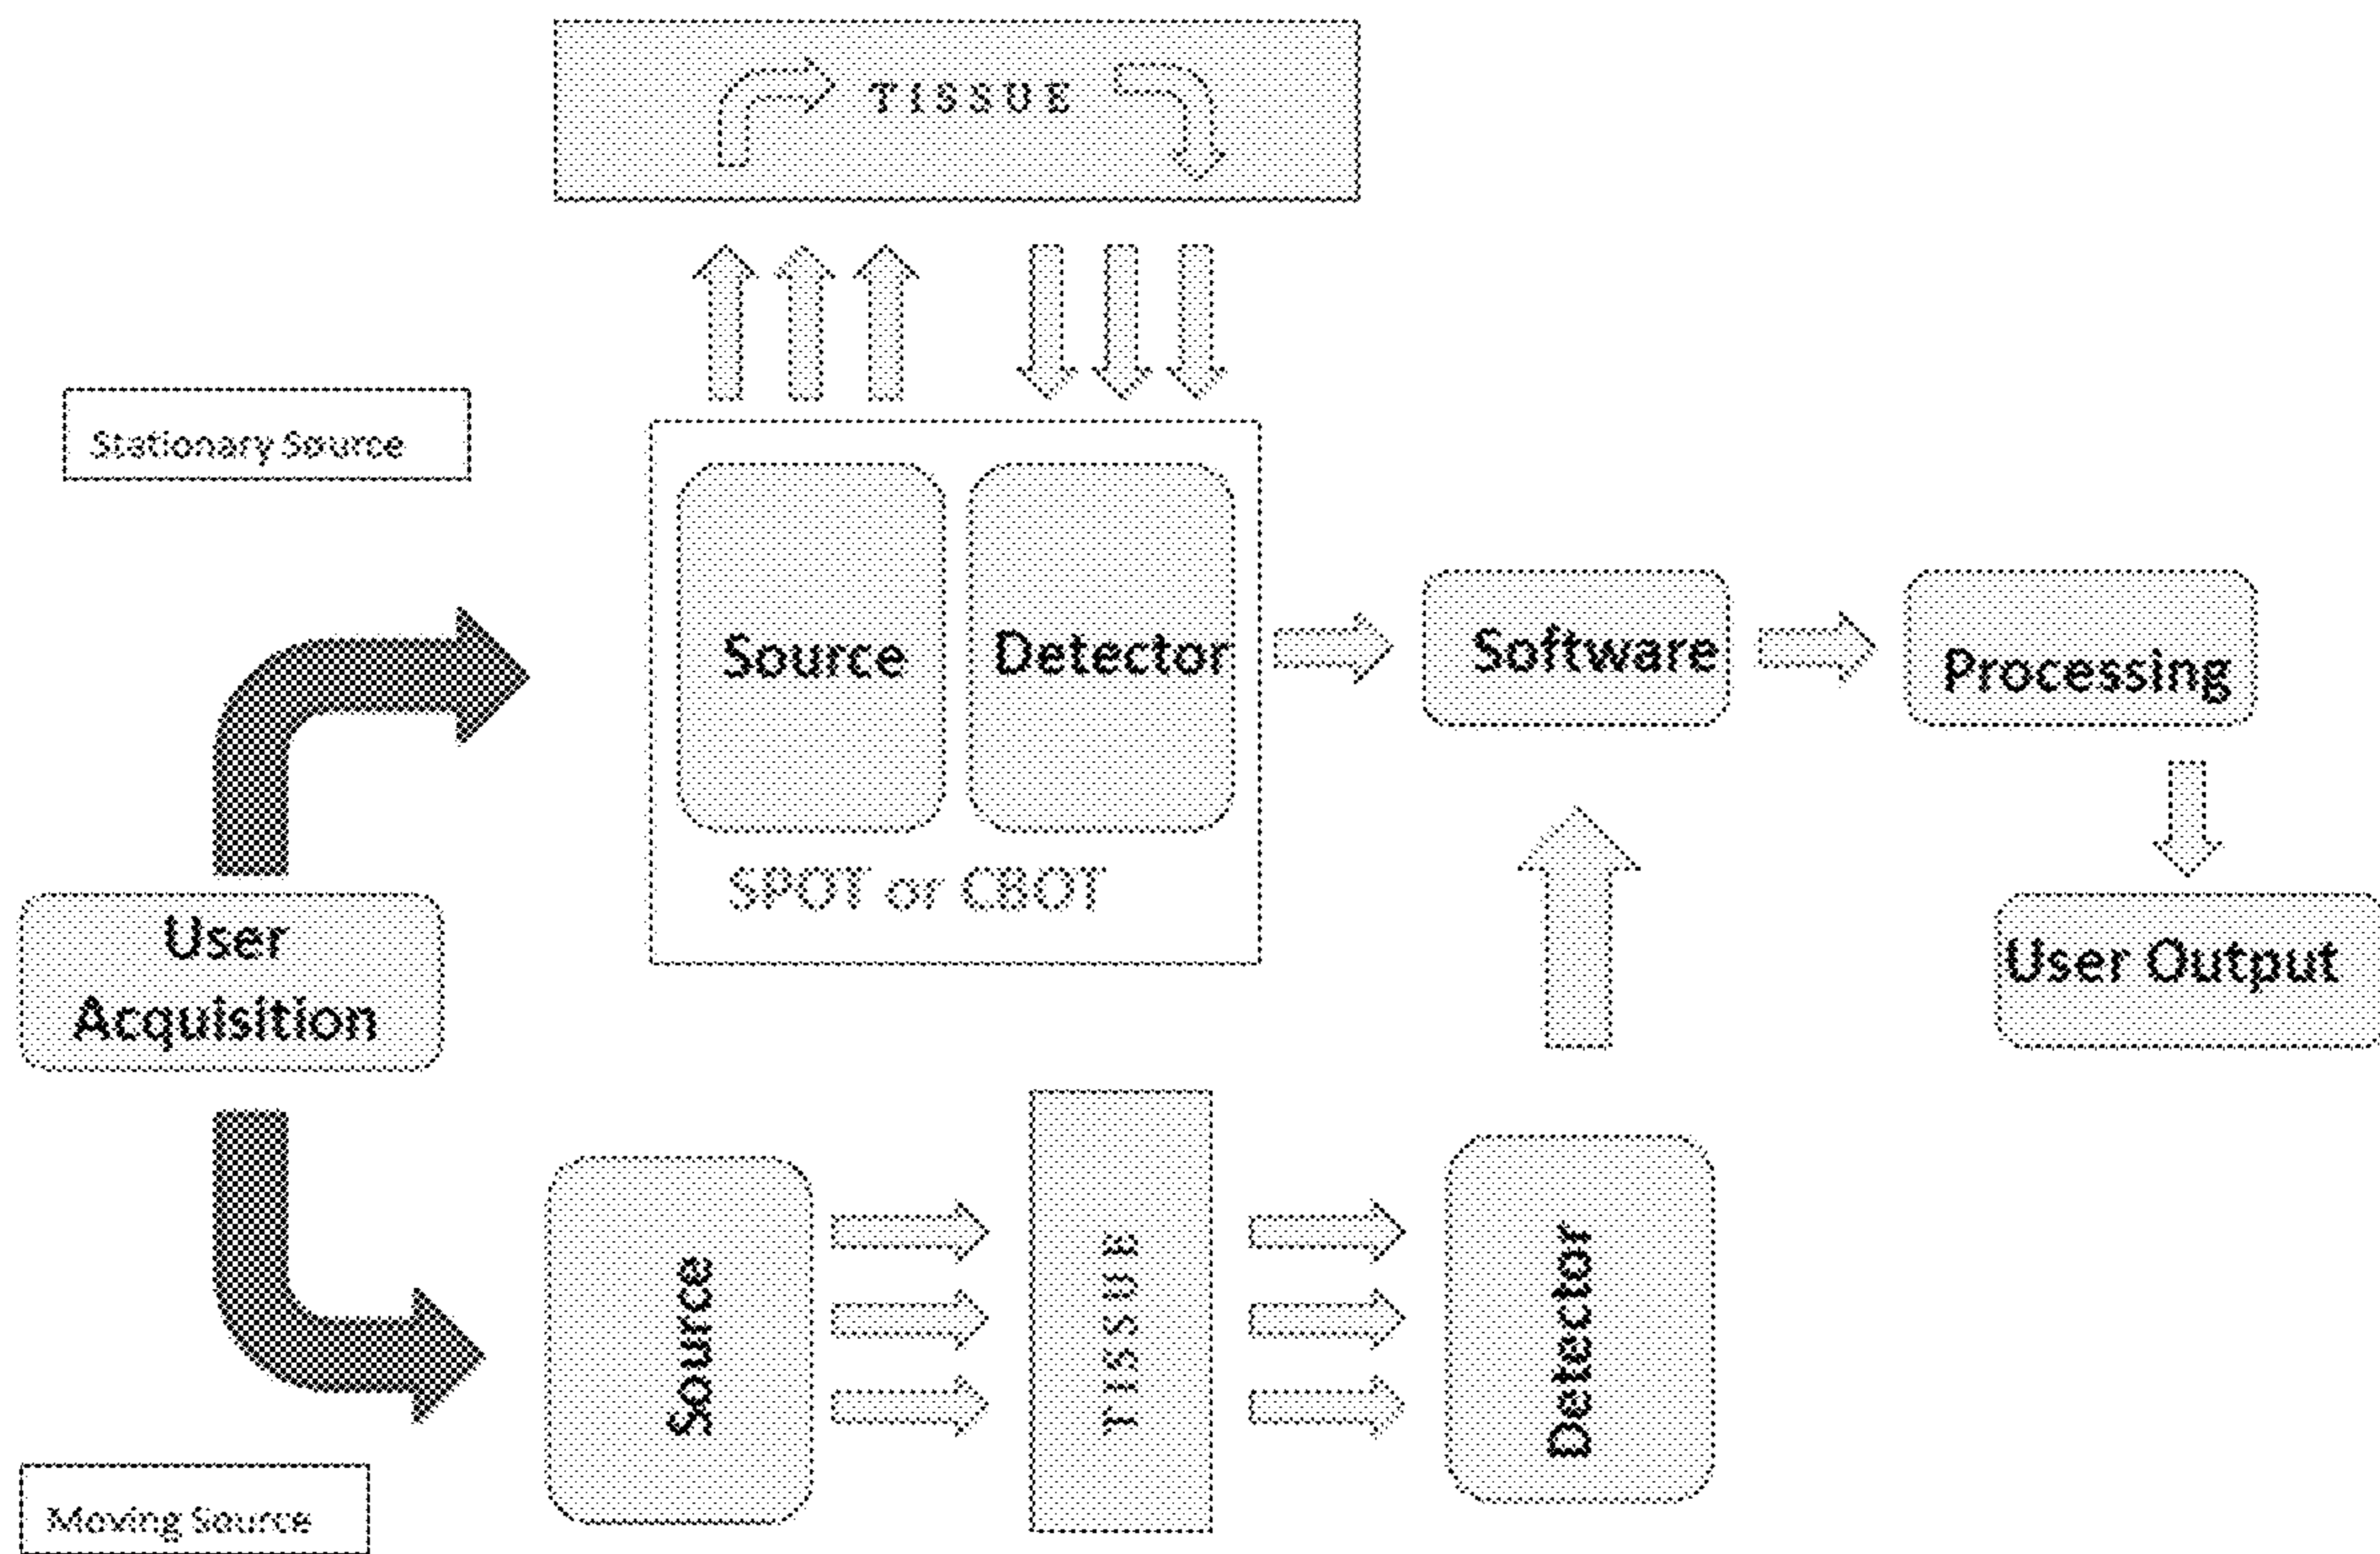 TISSUE
Stationary Source
Source
Detector
Software
Processing
SPOT or CBOT
User
Acquisition
User Output
Source
TISSUE
Detector
Moving Source